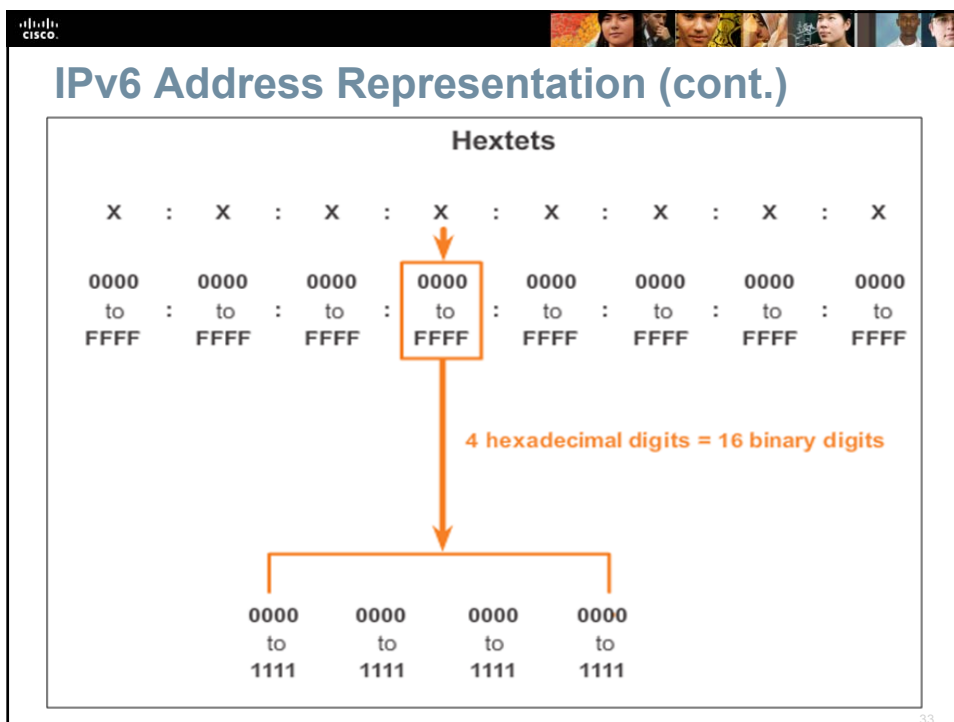 CISCO.
IPv6 Address Representation (cont.)
Hextets
X : X : X : X : X : X : X : X
0000 0000 0000 0000 0000 0000 0000 0000
to : to : to : to : to : to : to : to
FFFF FFFF FFFF FFFF FFFF FFFF FFFF FFFF
4 hexadecimal digits = 16 binary digits
0000 0000 0000 0000
to to to to
1111 1111 1111 1111
33